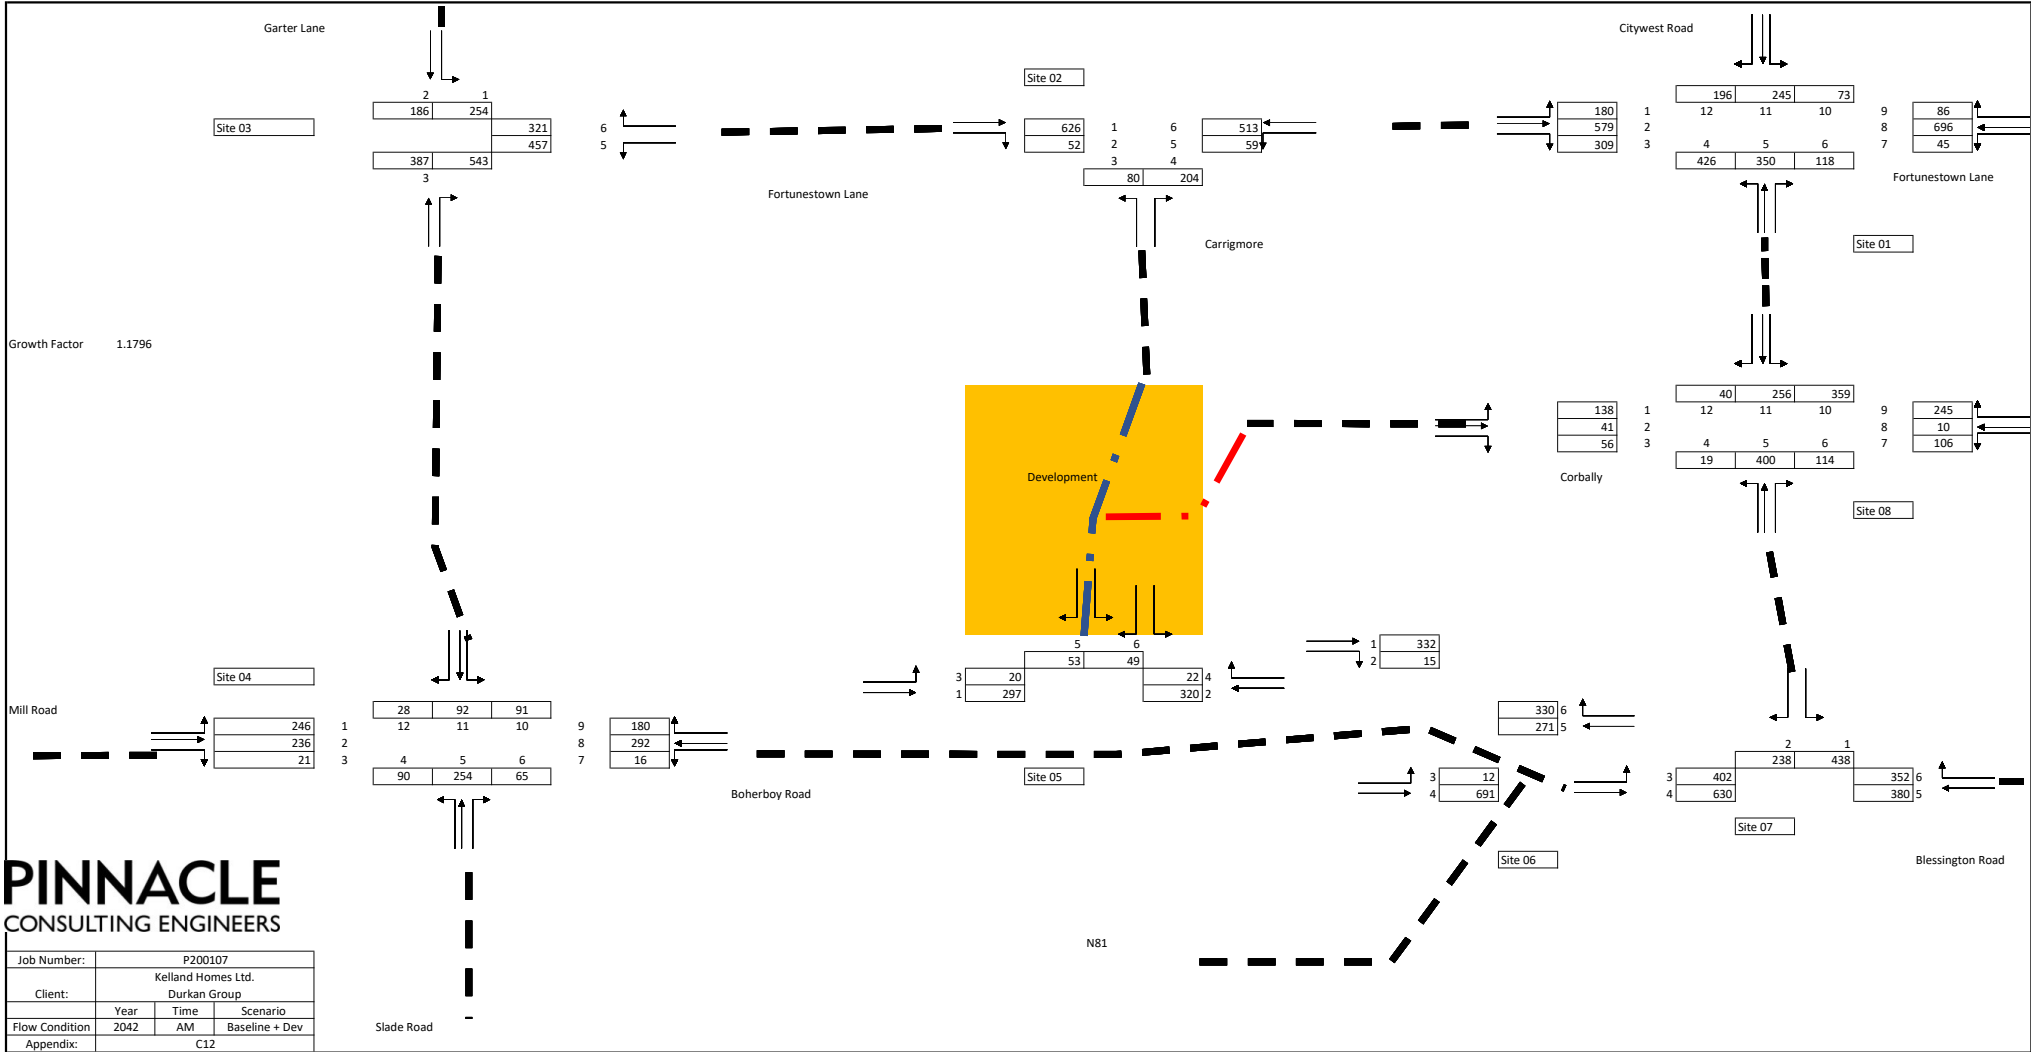 Garter Lane
Citywest Road
Site 02
2 1
186 254
196 245 73
Site 03
321 6
457 5
626 1 6 513
52 2 5 59
3 4
80 204
180 1 12 11 10 9 86
579 2 8 696
309 3 4 5 6 7 45
426 350 118
387 543
3
Fortunestown Lane
Fortunestown Lane
Carrigmore
Site 01
Growth Factor 1.1796
40 256 359
138 1 12 11 10 9 245
41 2 8 10
56 3 4 5 6 7 106
19 400 114
Development
Corbally
Site 08
5 6
53 49
1 332
2 15
3 20 22 4
1 297 320 2
Site 04
Mill Road
28 92 91
246 1 12 11 10 9 180
236 2 8 292
21 3 4 5 6 7 16
90 254 65
330 6
271 5
2 1
238 438
Site 05
3 12
4 691
3 402 352 6
4 630 380 5
Boherboy Road
Site 07
Site 06
Blessington Road
PINNACLE
CONSULTING ENGINEERS
N81
Job Number: P200107
Client: Kelland Homes Ltd.
Durkan Group
Year Time Scenario
Flow Condition 2042 AM Baseline + Dev
Appendix: C12
Slade Road